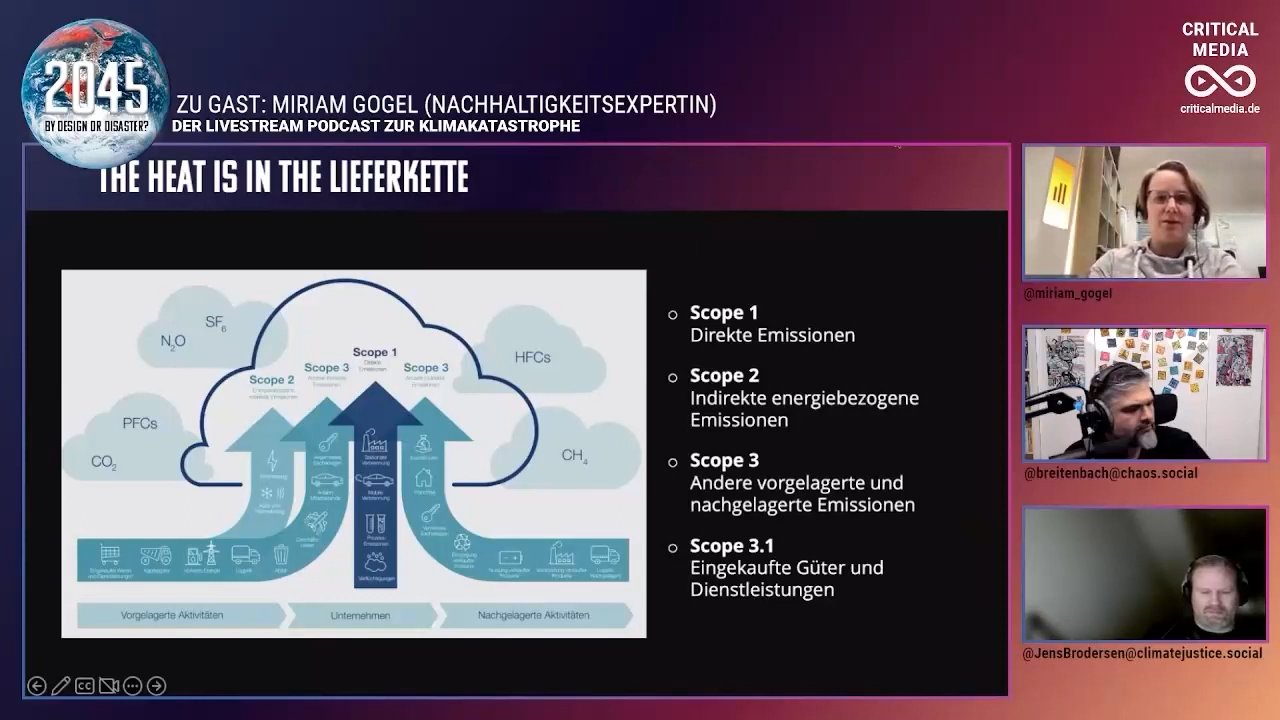 CRITICAL
MEDIA
criticalmedia.de
2045
BY DESIGN OR DISASTER?
ZU GAST: MIRIAM GOGEL (NACHHALTIGKEITSEXPERTIN)
DER LIVESTREAM PODCAST ZUR KLIMAKATASTROPHE
THE HEAT IS IN THE LIEFERKETTE
N2O
SF6
HFCs
PFCs
CO2
CH4
Scope 2
Scope 3
Scope 1
Scope 3
Vorgelagerte Aktivitäten
Unternehmen
Nachgelagerte Aktivitäten
Scope 1
Direkte Emissionen
Scope 2
Indirekte energiebezogene
Emissionen
Scope 3
Andere vorgelagerte und
nachgelagerte Emissionen
Scope 3.1
Eingekaufte Güter und
Dienstleistungen
CC
@miriam_gogel
@breitenbach@chaos.social
@JensBrodersen@climatejustice.social